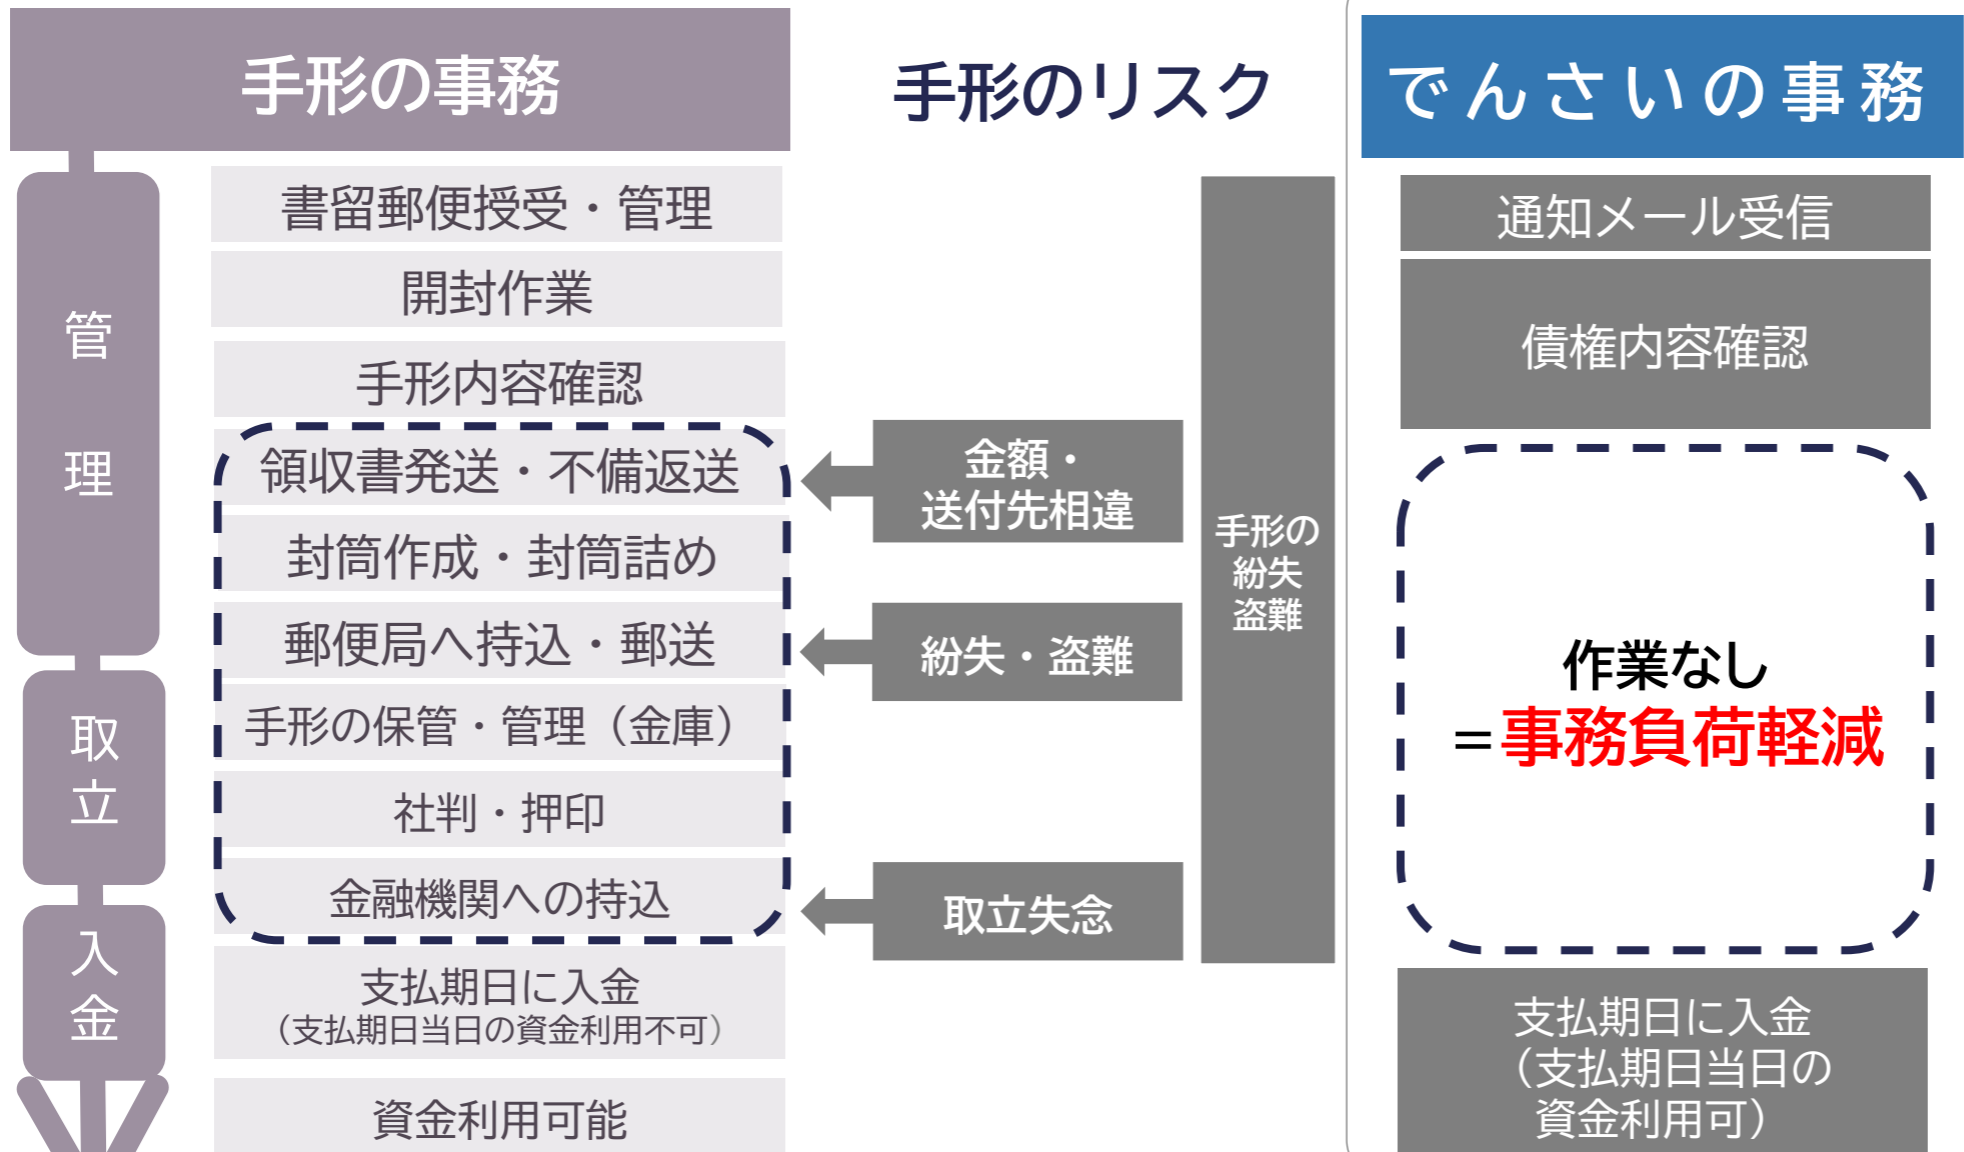 手形の事務
管
理
取
立
入
金
書留郵便授受・管理
開封作業
手形内容確認
領収書発送・不備返送
封筒作成・封筒詰め
郵便局へ持込・郵送
手形の保管・管理（金庫）
社判・押印
金融機関への持込
支払期日に入金
（支払期日当日の資金利用不可）
資金利用可能
手形のリスク
金額・
送付先相違
紛失・盗難
取立失念
手形の
紛失
盗難
でんさいの事務
通知メール受信
債権内容確認
作業なし
＝事務負荷軽減
支払期日に入金
（支払期日当日の
資金利用可）